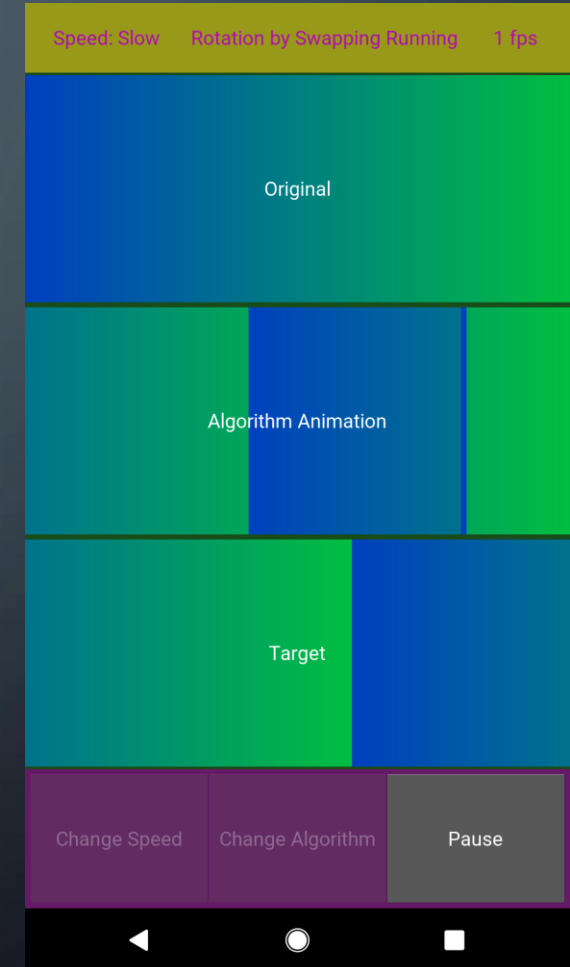 Speed: Slow Rotation by Swapping Running 1 fps
Original
Algorithm Animation
Target
Change Speed Change Algorithm Pause